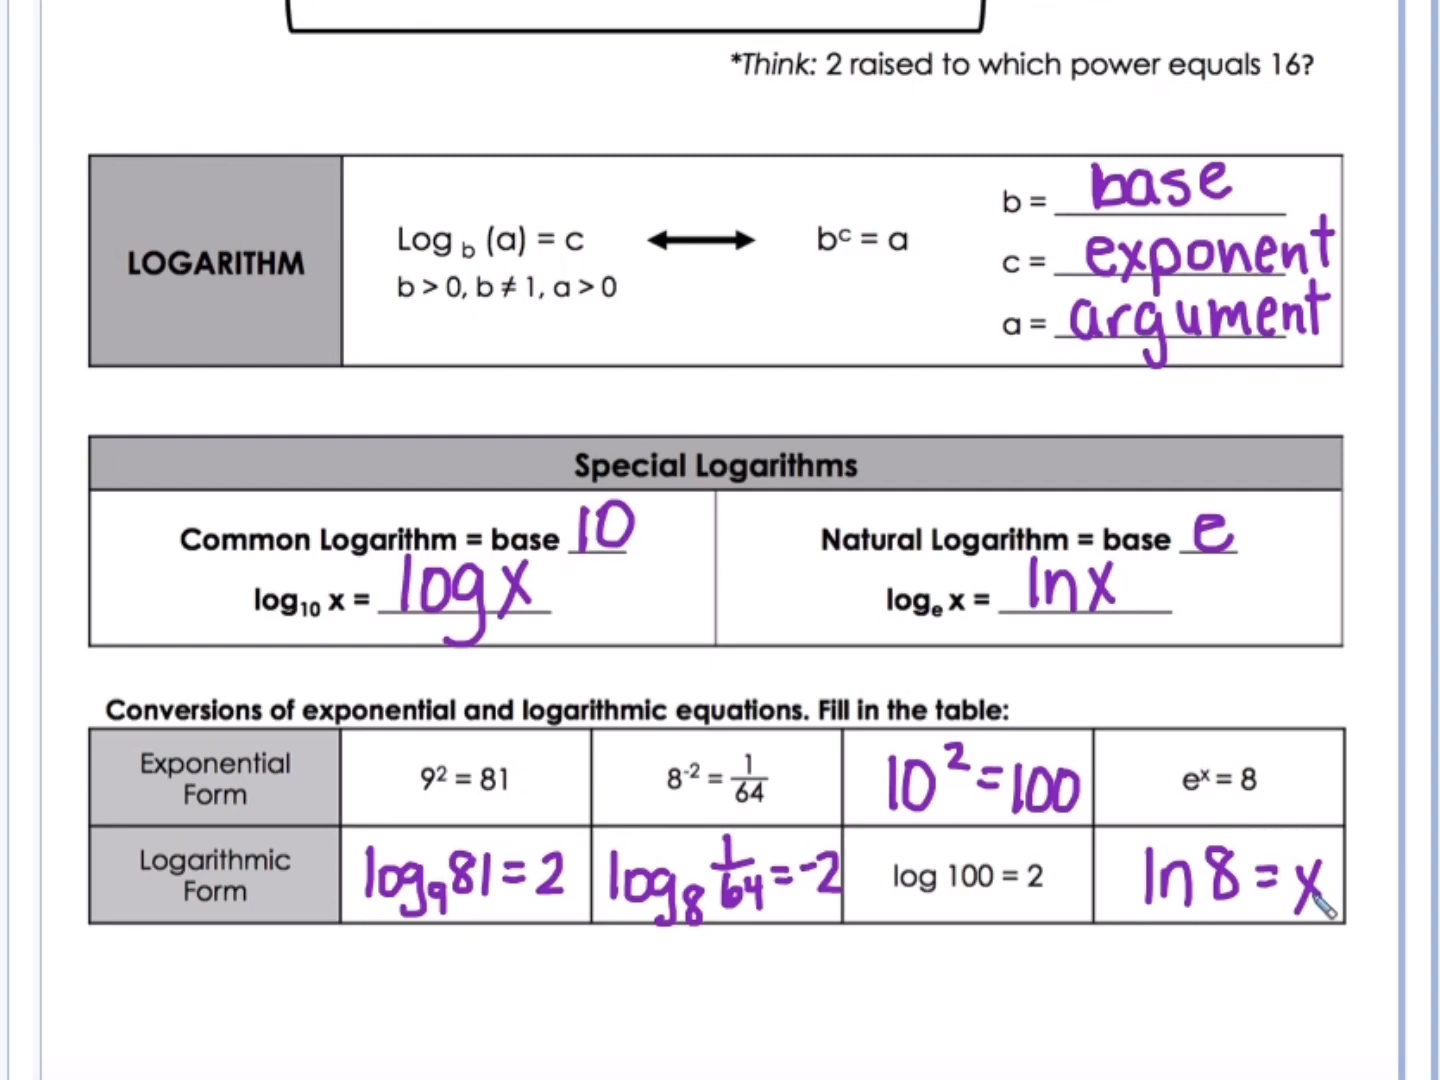 *Think: 2 raised to which power equals 16?
LOGARITHM
Log b (a) = c
bᶜ = a
b > 0, b ≠ 1, a > 0
b = base
c = exponent
a = argument
Special Logarithms
Common Logarithm = base 10
log₁₀ x = log x
Natural Logarithm = base e
logₑ x = ln x
Conversions of exponential and logarithmic equations. Fill in the table:
Exponential Form
9² = 81
8⁻² = 1/64
10² = 100
eˣ = 8
Logarithmic Form
log₉ 81 = 2
log₈ 1/64 = -2
log 100 = 2
ln 8 = x